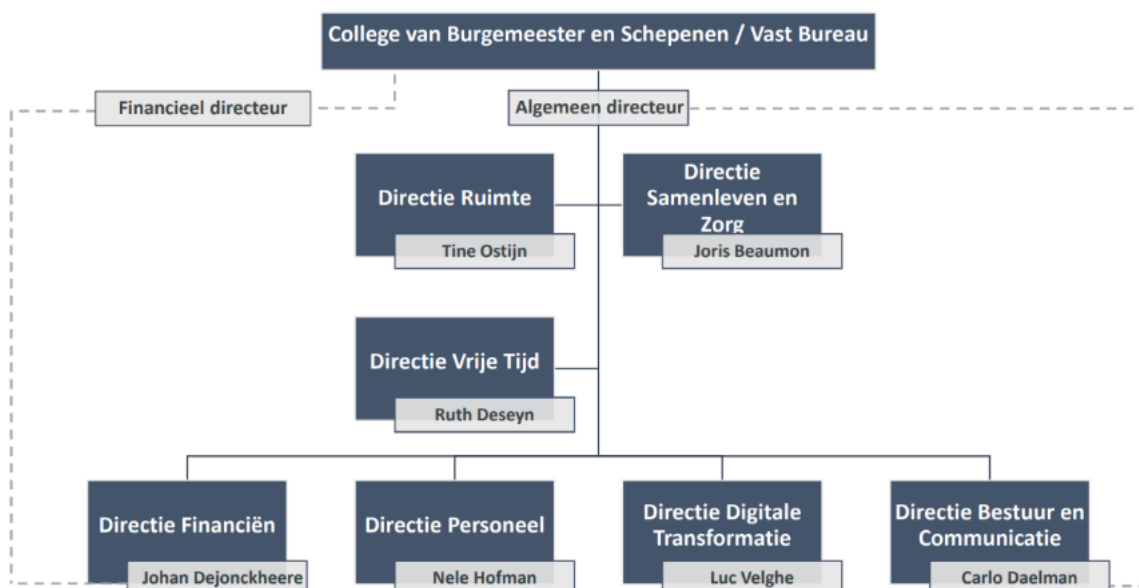 College van Burgemeester en Schepenen / Vast Bureau
Financieel directeur
Algemeen directeur
Directie Ruimte
Tine Ostijn
Directie
Samenleven en
Zorg
Joris Beaumon
Directie Vrije Tijd
Ruth Deseyn
Directie Financiën
Johan Dejonckheere
Directie Personeel
Nele Hofman
Directie Digitale
Transformatie
Luc Velghe
Directie Bestuur en
Communicatie
Carlo Daelman